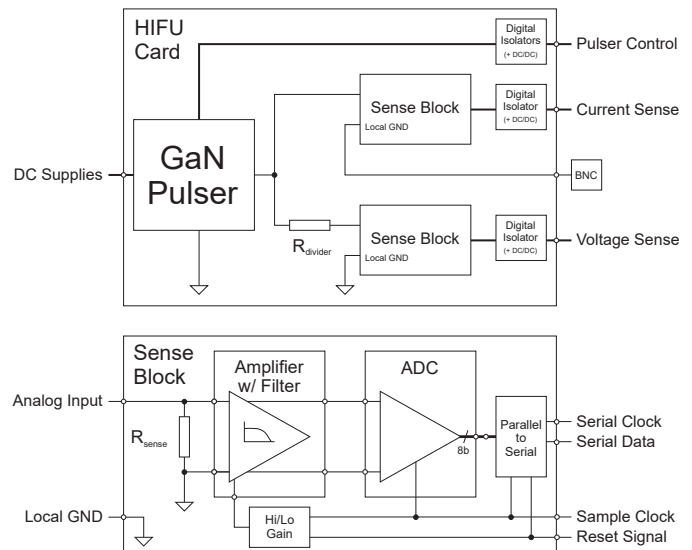 HIFU
Card
Digital
Isolators
(+ DC/DC)
Pulser Control
Sense Block
Local GND
Digital
Isolator
(+ DC/DC)
Current Sense
GaN
Pulser
DC Supplies
BNC
Rdivider
Sense Block
Local GND
Digital
Isolator
(+ DC/DC)
Voltage Sense
Sense
Block
Amplifier
w/ Filter
ADC
Analog Input
Rsense
8b
Parallel
to
Serial
Serial Clock
Serial Data
Local GND
Hi/Lo
Gain
Sample Clock
Reset Signal